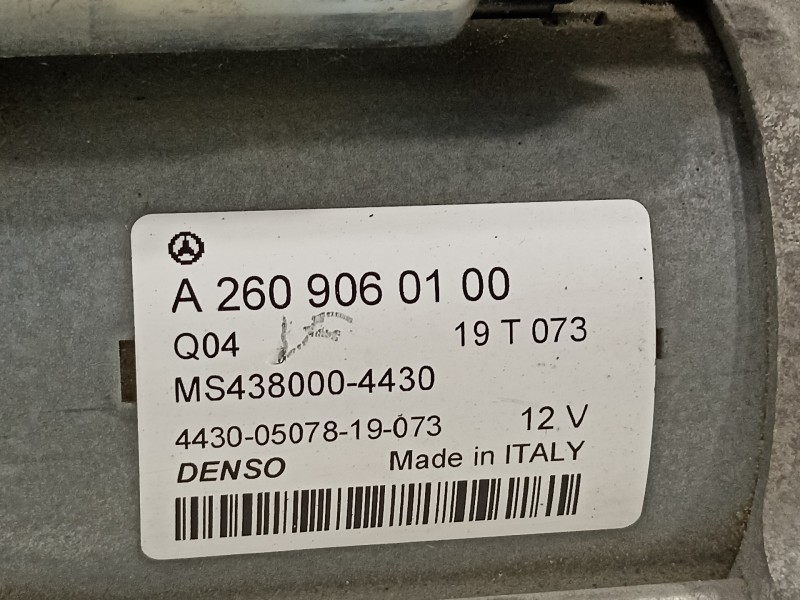 A 260 906 01 00
Q04 19 T 073
MS438000-4430
4430-05078-19-073 12 V
DENSO Made in ITALY